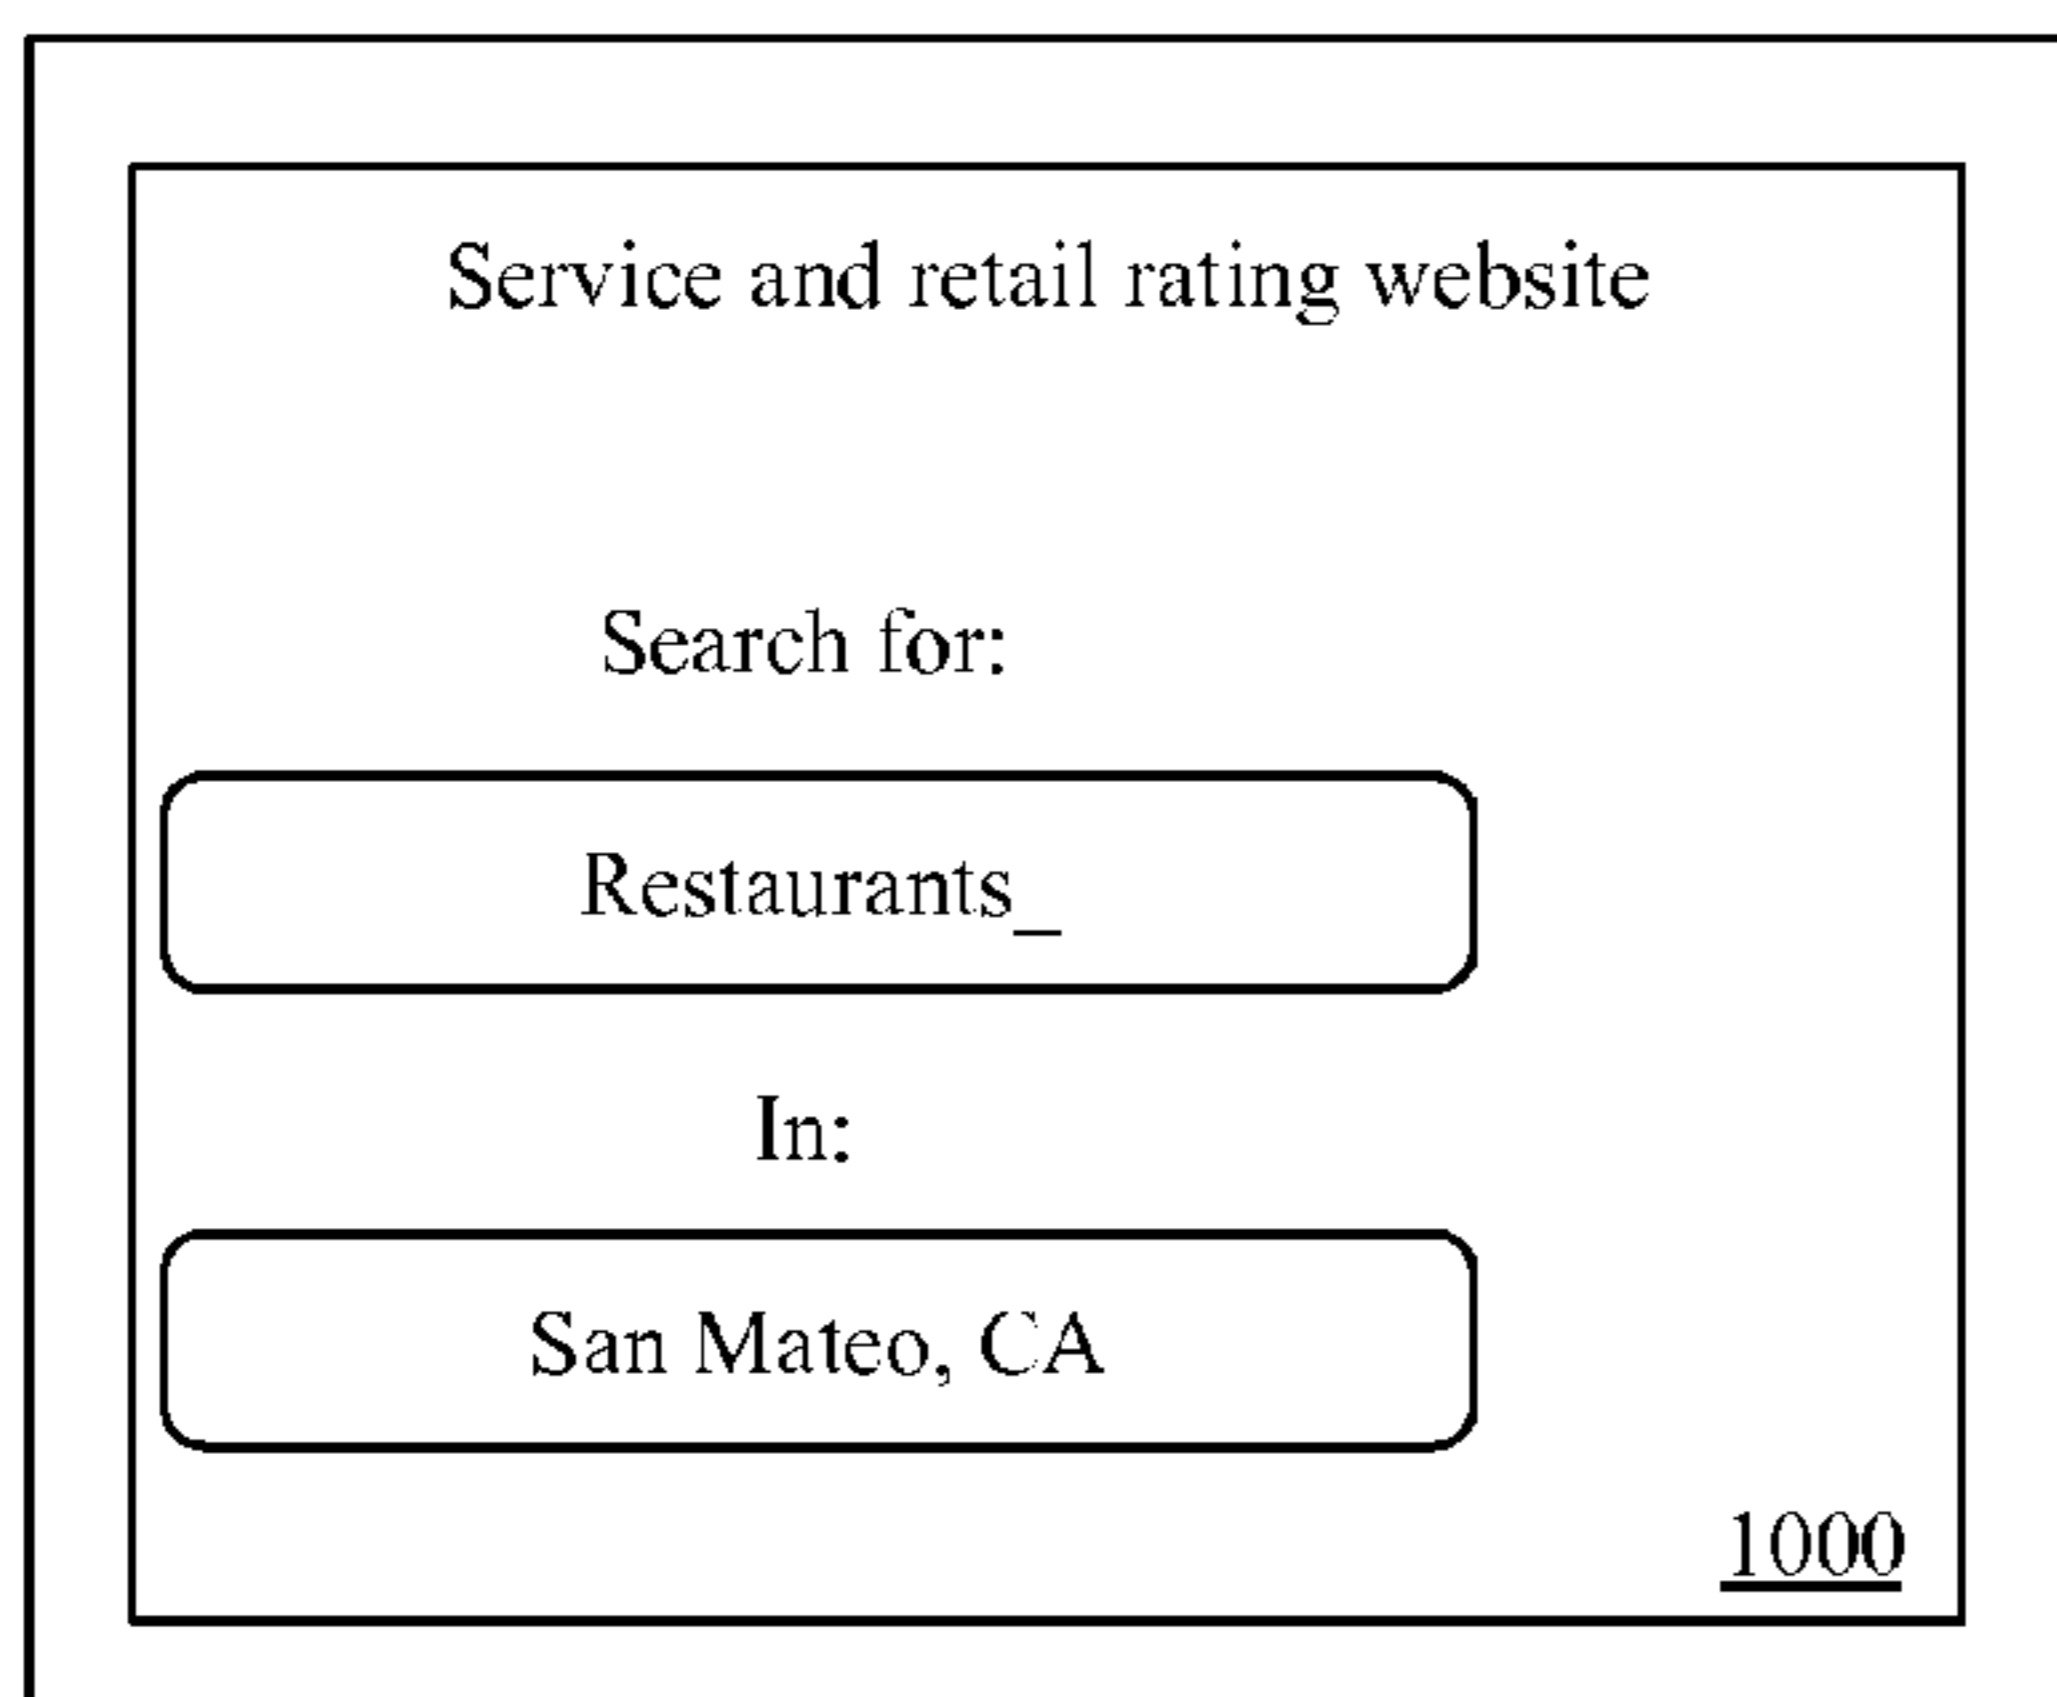 Service and retail rating website
Search for:
Restaurants_
In:
San Mateo, CA
1000